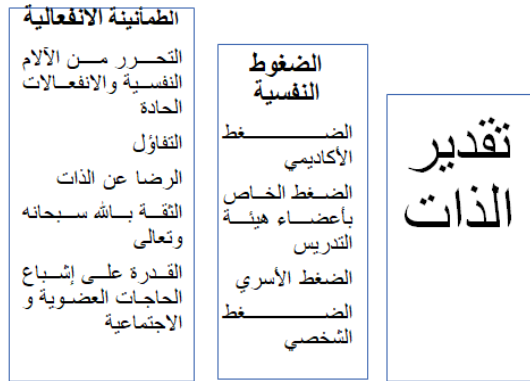 تقدير
الذات
الضغوط
النفسية
الضغط
الأكاديمي
الضغط الخاص
بأعضاء هيئة
التدريس
الضغط الأسري
الضغط
الشخصي
الطمأنينة الانفعالية
التحرر من الآلام
النفسية والانفعالات
الحادة
التفاؤل
الرضا عن الذات
الثقة بالله سبحانه
وتعالى
القدرة على إشباع
الحاجات العضوية و
الاجتماعية